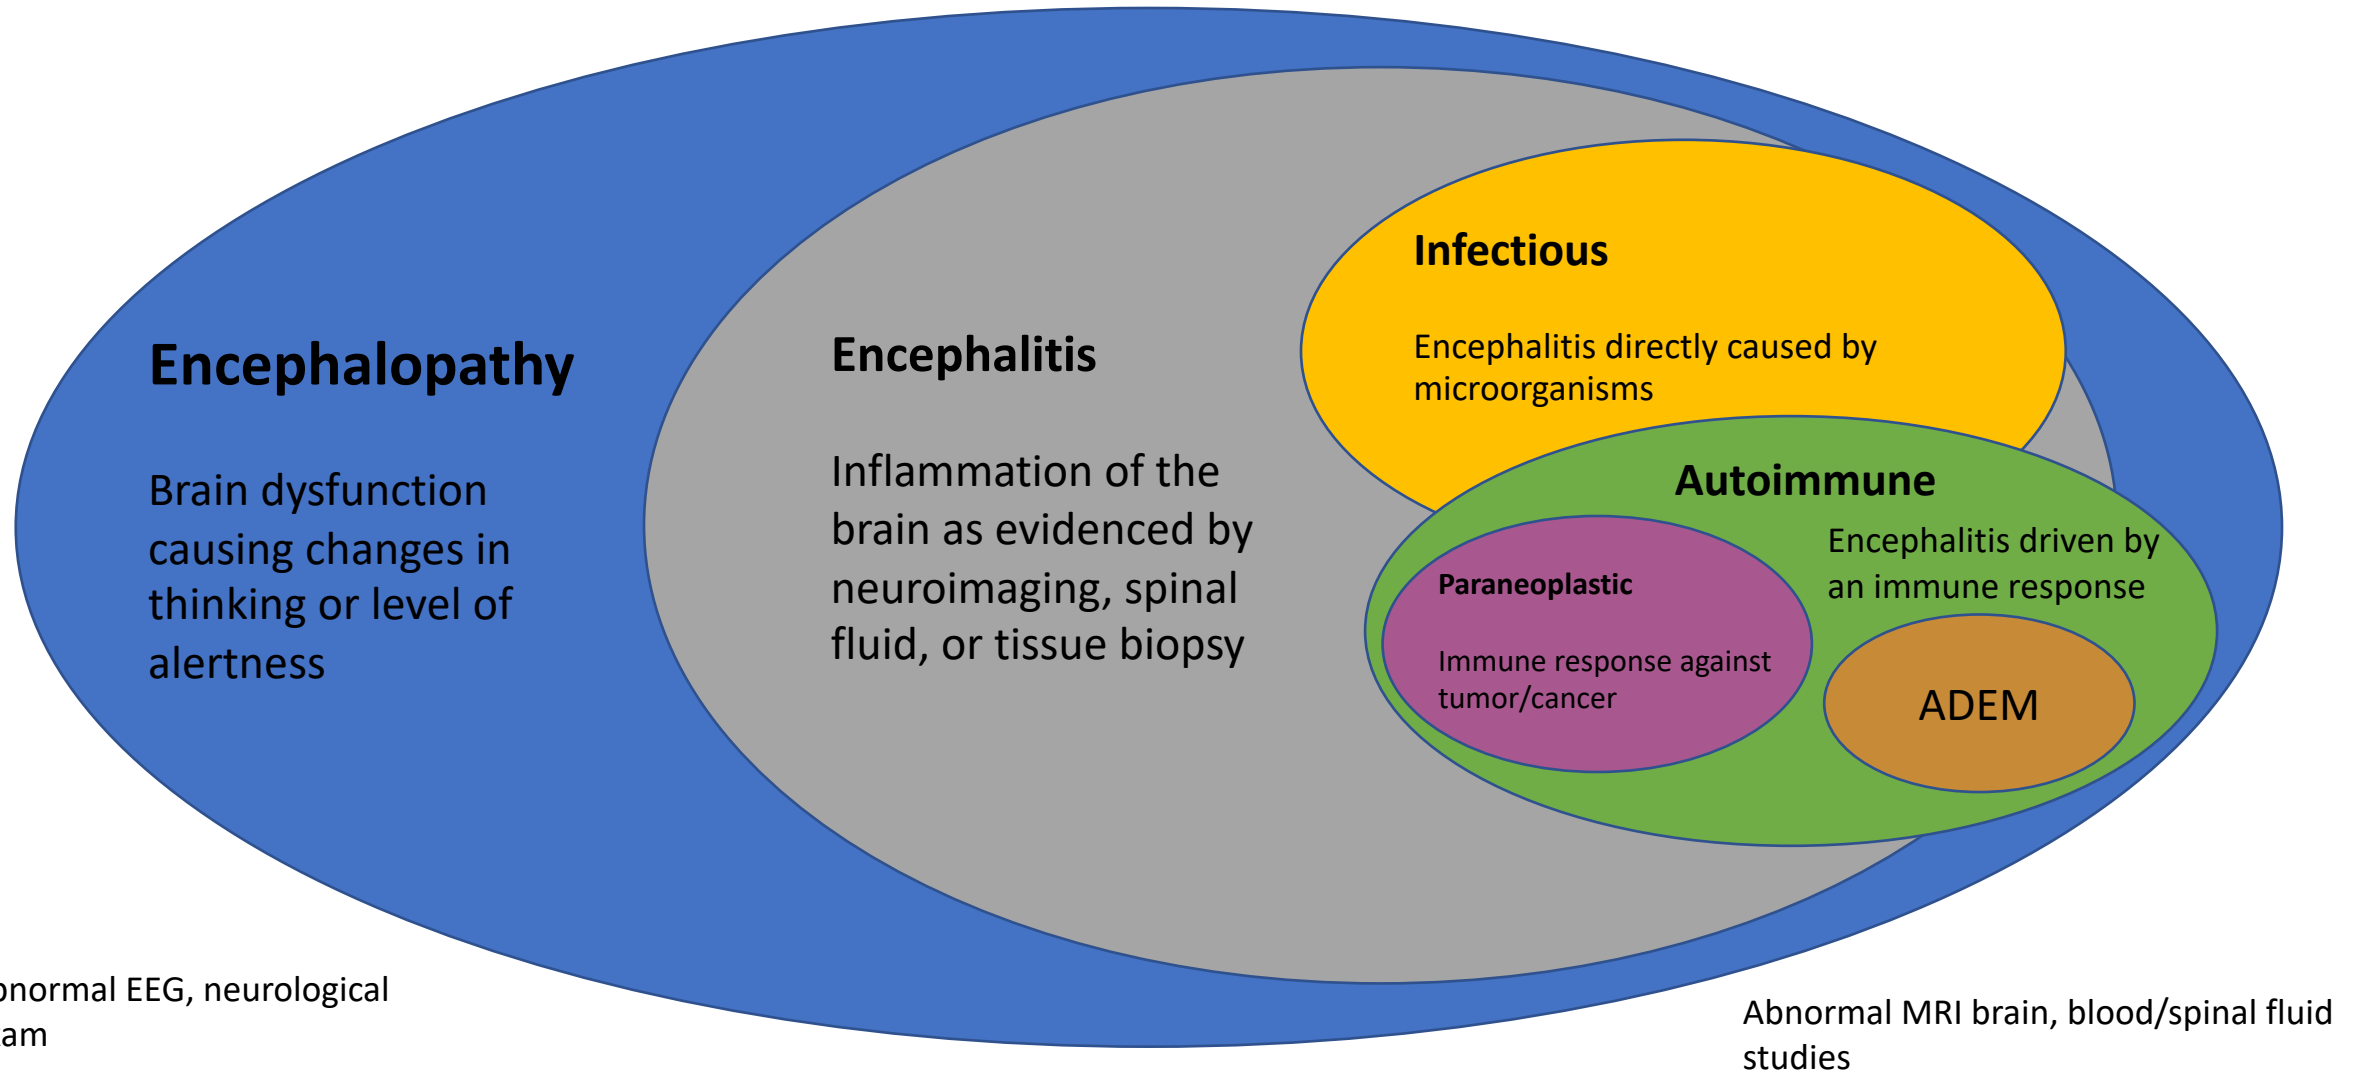 Encephalopathy
Brain dysfunction
causing changes in
thinking or level of
alertness
Encephalitis
Inflammation of the
brain as evidenced by
neuroimaging, spinal
fluid, or tissue biopsy
Infectious
Encephalitis directly caused by
microorganisms
Autoimmune
Encephalitis driven by
an immune response
Paraneoplastic
Immune response against
tumor/cancer
ADEM
EEG, neurological
Abnormal MRI brain, blood/spinal fluid
studies